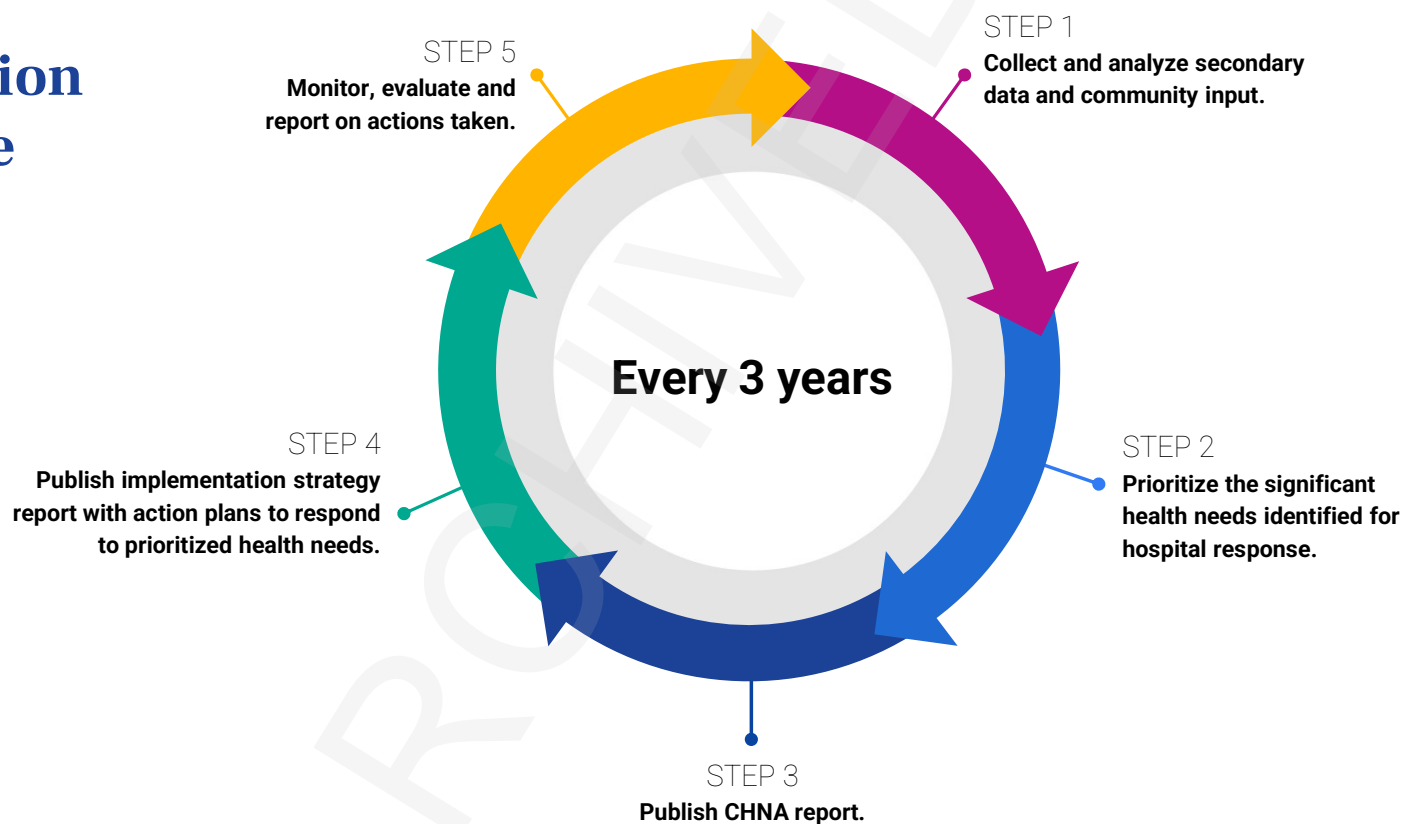 ion
e
STEP 1
Collect and analyze secondary
data and community input.
STEP 2
Prioritize the significant
health needs identified for
hospital response.
STEP 3
Publish CHNA report.
STEP 4
Publish implementation strategy
report with action plans to respond
to prioritized health needs.
STEP 5
Monitor, evaluate and
report on actions taken.
Every 3 years